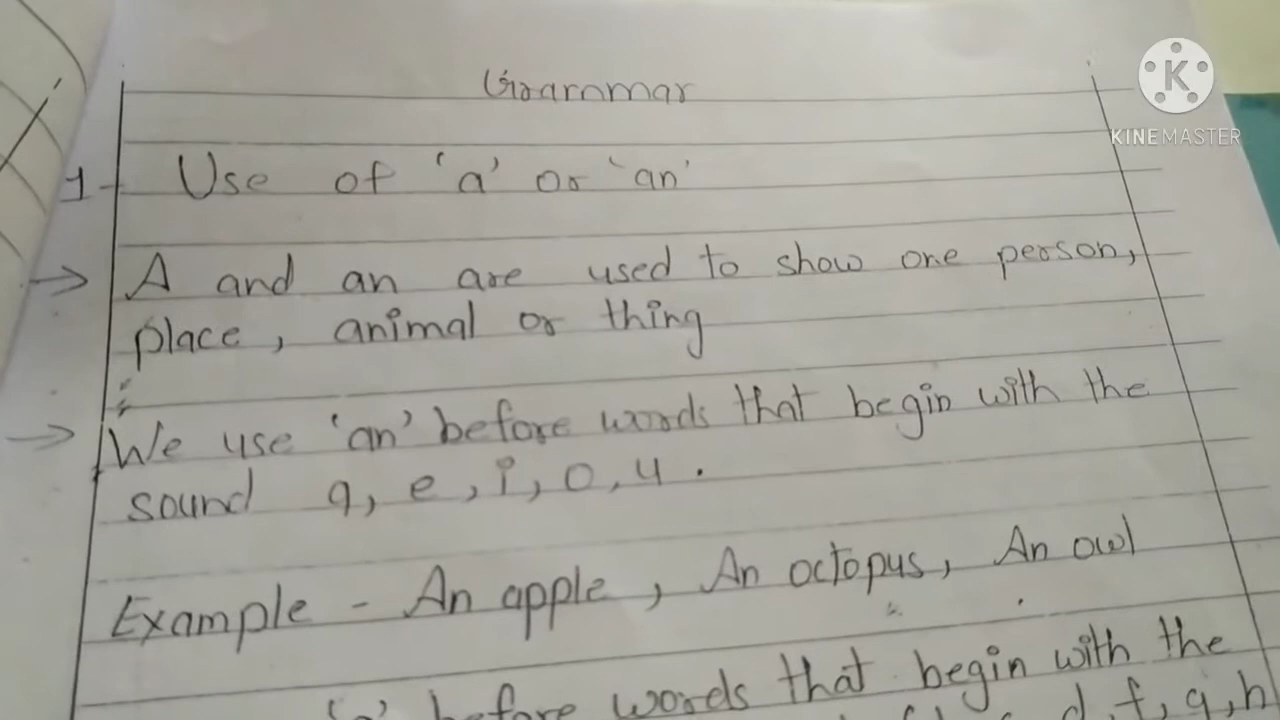 Grammar
K
KINEMASTER
1- Use of 'a' or 'an'
→ A and an are used to show one person,
place, animal or thing
→ We use 'an' before words that begin with the
sound a, e, i, o, u.
Example - An apple, An octopus, An owl
'a' before words that begin with the
d, f, g, h